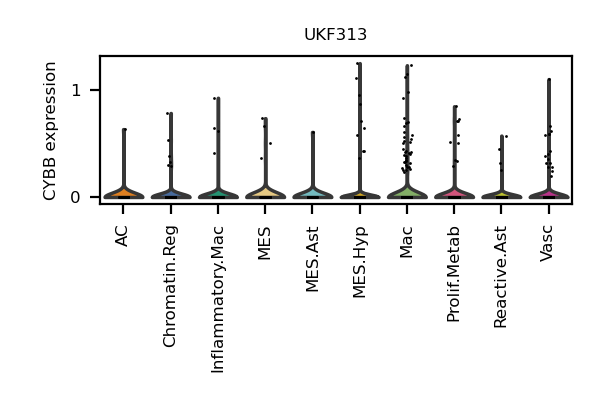 UKF313
CYBB expression
1
0
AC
Chromatin.Reg
Inflammatory.Mac
MES
MES.Ast
MES.Hyp
Mac
Prolif.Metab
Reactive.Ast
Vasc